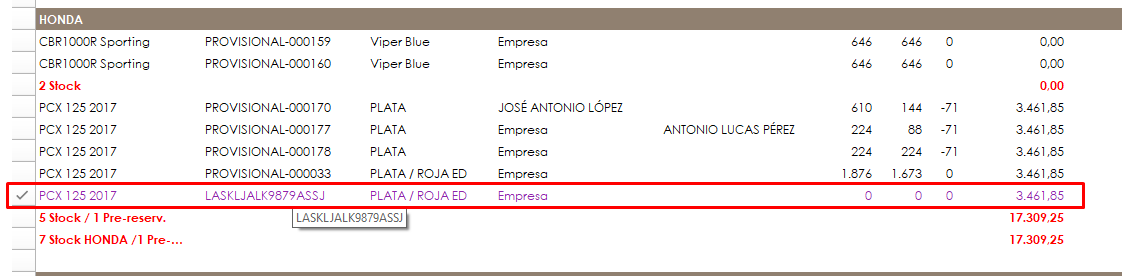 HONDA
CBR1000R Sporting PROVISIONAL-000159 Viper Blue Empresa 646 646 0 0,00
CBR1000R Sporting PROVISIONAL-000160 Viper Blue Empresa 646 646 0 0,00
2 Stock 0,00
PCX 125 2017 PROVISIONAL-000170 PLATA JOSÉ ANTONIO LÓPEZ 610 144 -71 3.461,85
PCX 125 2017 PROVISIONAL-000177 PLATA Empresa ANTONIO LUCAS PÉREZ 224 88 -71 3.461,85
PCX 125 2017 PROVISIONAL-000178 PLATA Empresa 224 224 -71 3.461,85
PCX 125 2017 PROVISIONAL-000033 PLATA / ROJA ED Empresa 1.876 1.673 0 3.461,85
PCX 125 2017 LASKLJALK9879ASSJ PLATA / ROJA ED Empresa 0 0 0 3.461,85
LASKLJALK9879ASSJ
5 Stock / 1 Pre-reserv. 17.309,25
7 Stock HONDA /1 Pre-... 17.309,25